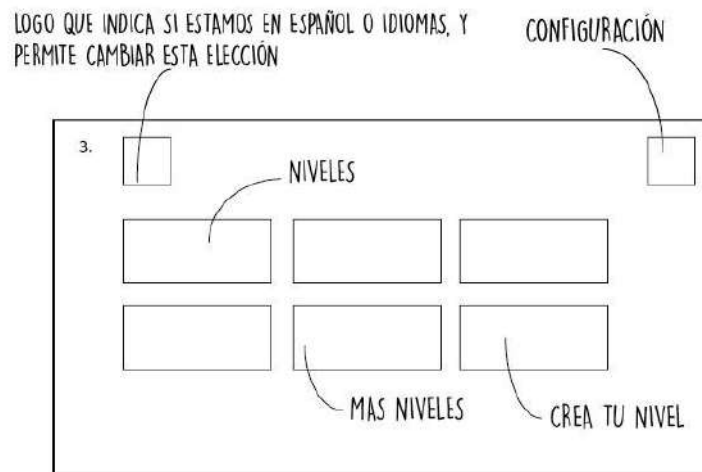 LOGO QUE INDICA SI ESTAMOS EN ESPAÑOL O IDIOMAS, Y
PERMITE CAMBIAR ESTA ELECCIÓN
CONFIGURACIÓN
3.
NIVELES
MAS NIVELES
CREA TU NIVEL